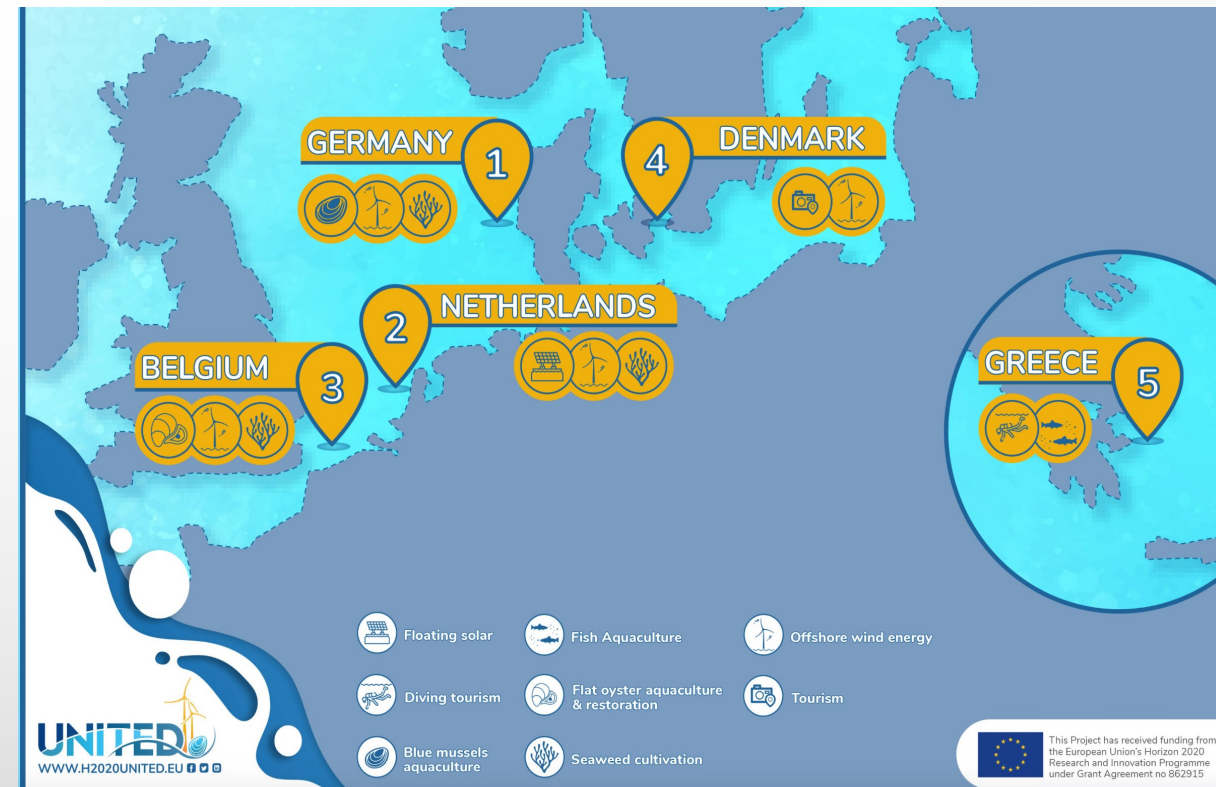 GERMANY
1
4
DENMARK
2
NETHERLANDS
BELGIUM
3
GREECE
5
Floating solar
Fish Aquaculture
Offshore wind energy
Diving tourism
Flat oyster aquaculture
& restoration
Tourism
Blue mussels
aquaculture
Seaweed cultivation
UNITED
WWW.H2020UNITED.EU
This Project has received funding from
the European Union's Horizon 2020
Research and Innovation Programme
under Grant Agreement no 862915